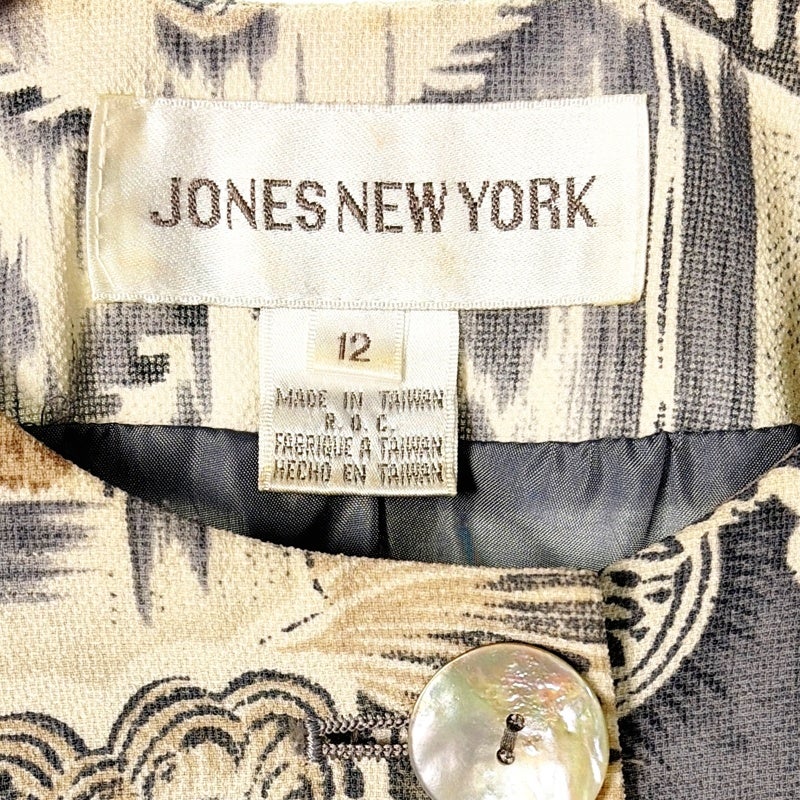 JONES NEW YORK
12
MADE IN TAIWAN
R.O.C.
FABRIQUE A TAIWAN
HECHO EN TAIWAN